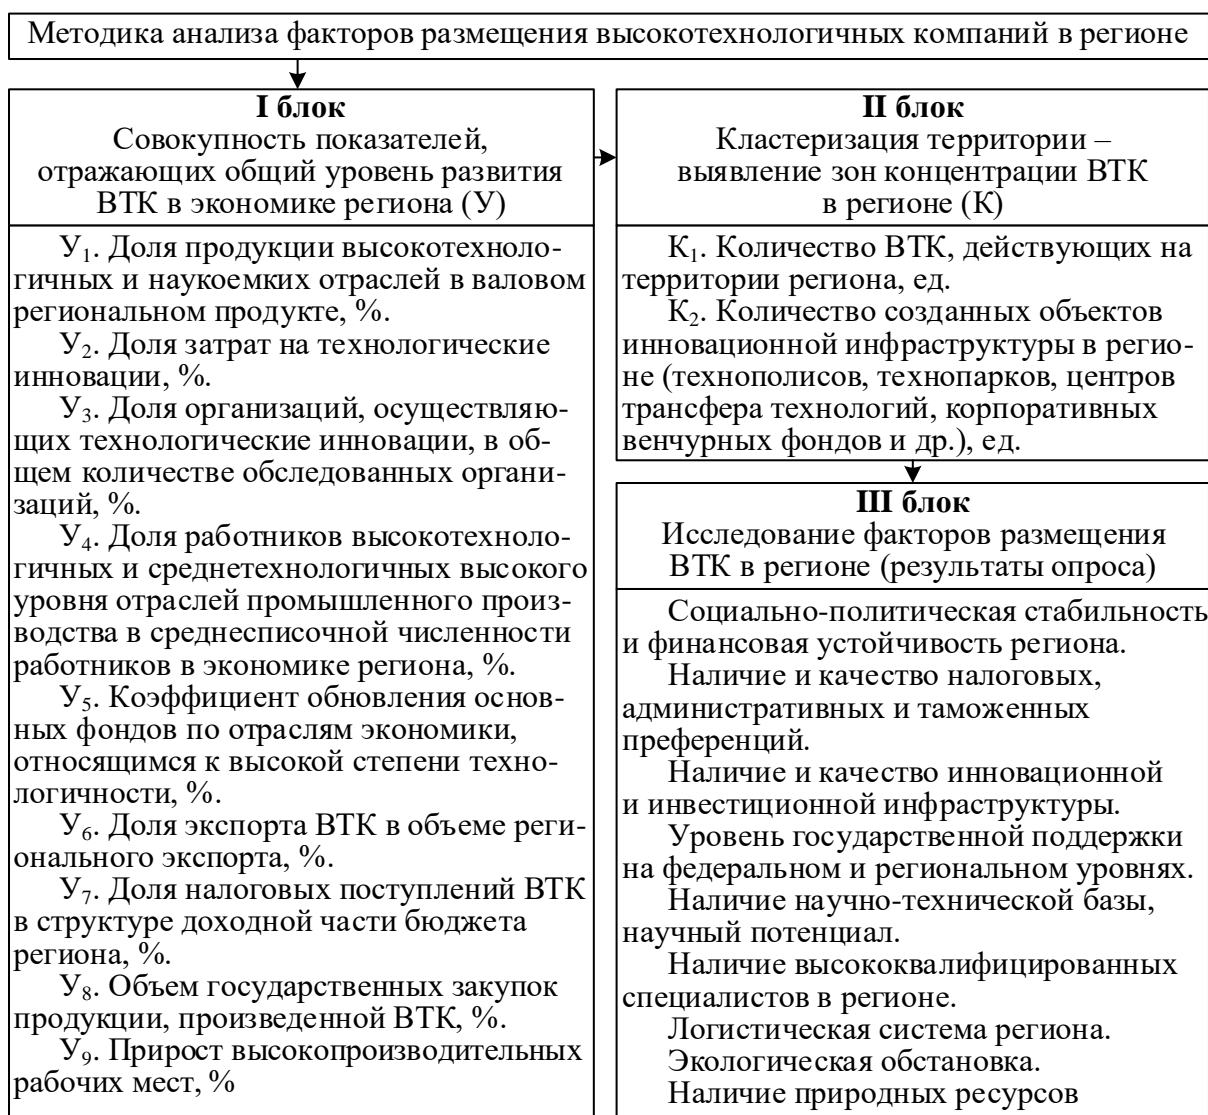 Методика анализа факторов размещения высокотехнологичных компаний в регионе
I блок
Совокупность показателей,
отражающих общий уровень развития
ВТК в экономике региона (У)
У₁. Доля продукции высокотехноло-
гичных и наукоемких отраслей в валовом
региональном продукте, %.
У₂. Доля затрат на технологические
инновации, %.
У₃. Доля организаций, осуществляю-
щих технологические инновации, в об-
щем количестве обследованных органи-
заций, %.
У₄. Доля работников высокотехноло-
гичных и среднетехнологичных высокого
уровня отраслей промышленного произ-
водства в среднесписочной численности
работников в экономике региона, %.
У₅. Коэффициент обновления основ-
ных фондов по отраслям экономики,
относящимся к высокой степени техно-
логичности, %.
У₆. Доля экспорта ВТК в объеме реги-
онального экспорта, %.
У₇. Доля налоговых поступлений ВТК
в структуре доходной части бюджета
региона, %.
У₈. Объем государственных закупок
продукции, произведенной ВТК, %.
У₉. Прирост высокопроизводительных
рабочих мест, %
II блок
Кластеризация территории –
выявление зон концентрации ВТК
в регионе (К)
К₁. Количество ВТК, действующих на
территории региона, ед.
К₂. Количество созданных объектов
инновационной инфраструктуры в регио-
не (технополисов, технопарков, центров
трансфера технологий, корпоративных
венчурных фондов и др.), ед.
III блок
Исследование факторов размещения
ВТК в регионе (результаты опроса)
Социально-политическая стабильность
и финансовая устойчивость региона.
Наличие и качество налоговых,
административных и таможенных
преференций.
Наличие и качество инновационной
и инвестиционной инфраструктуры.
Уровень государственной поддержки
на федеральном и региональном уровнях.
Наличие научно-технической базы,
научный потенциал.
Наличие высококвалифицированных
специалистов в регионе.
Логистическая система региона.
Экологическая обстановка.
Наличие природных ресурсов